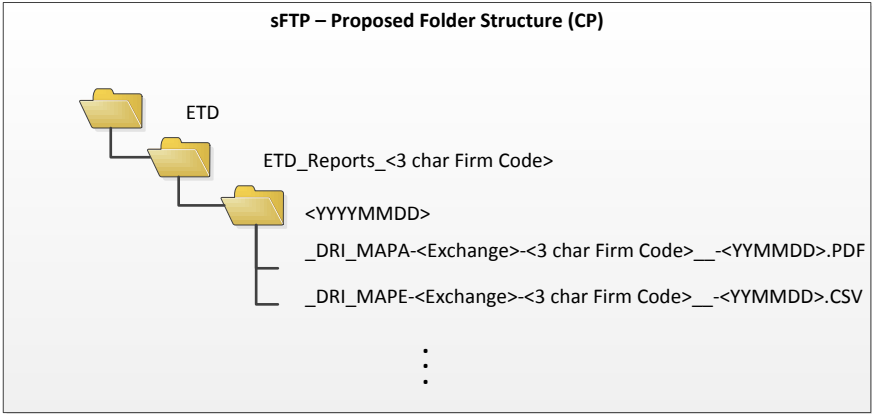 sFTP – Proposed Folder Structure (CP)
ETD
ETD_Reports_<3 char Firm Code>
<YYYYMMDD>
_DRI_MAPA-<Exchange>-<3 char Firm Code>__-<YYMMDD>.PDF
_DRI_MAPE-<Exchange>-<3 char Firm Code>__-<YYMMDD>.CSV